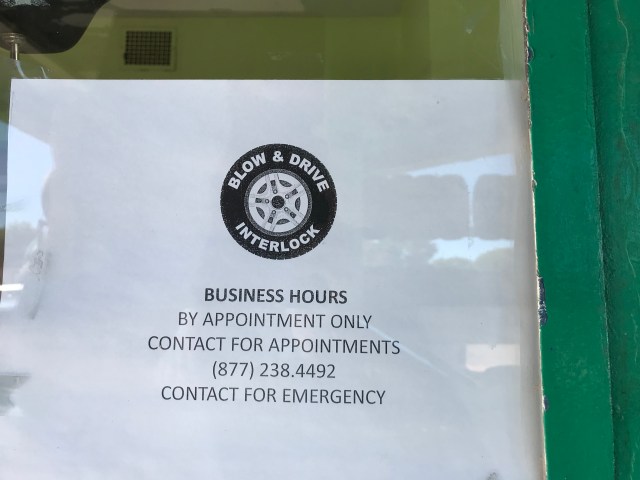 BLOW & DRIVE
INTERLOCK
BUSINESS HOURS
BY APPOINTMENT ONLY
CONTACT FOR APPOINTMENTS
(877) 238.4492
CONTACT FOR EMERGENCY